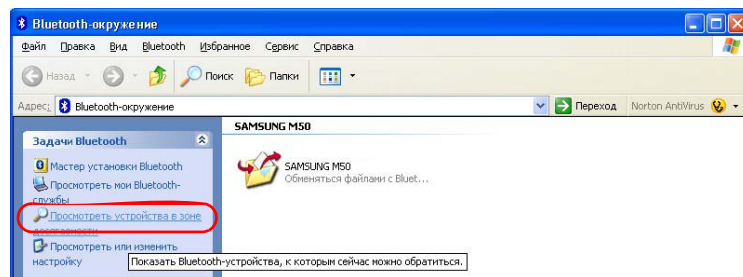 Bluetooth-окружение
Файл Правка Вид Bluetooth Избранное Сервис Справка
Назад Поиск Папки
Адрес: Bluetooth-окружение Переход Norton AntiVirus
SAMSUNG M50
Задачи Bluetooth
Мастер установки Bluetooth
SAMSUNG M50
Обменяться файлами с Bluet...
Просмотреть мои Bluetooth-
службы
Просмотреть устройства в зоне
досягаемости
Просмотреть или изменить
настройку
Показать Bluetooth-устройства, к которым сейчас можно обратиться.